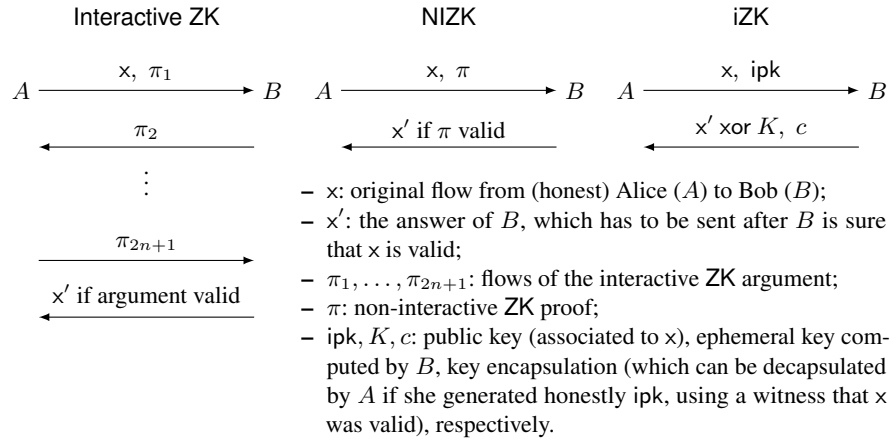 Interactive ZK
NIZK
iZK
x, π₁
A B
π₂
⋮
π₂ₙ₊₁
x′ if argument valid
x, π
A B
x′ if π valid
x, ipk
A B
x′ xor K, c
– x: original flow from (honest) Alice (A) to Bob (B);
– x′: the answer of B, which has to be sent after B is sure
that x is valid;
– π₁, . . . , π₂ₙ₊₁: flows of the interactive ZK argument;
– π: non-interactive ZK proof;
– ipk, K, c: public key (associated to x), ephemeral key com-
puted by B, key encapsulation (which can be decapsulated
by A if she generated honestly ipk, using a witness that x
was valid), respectively.